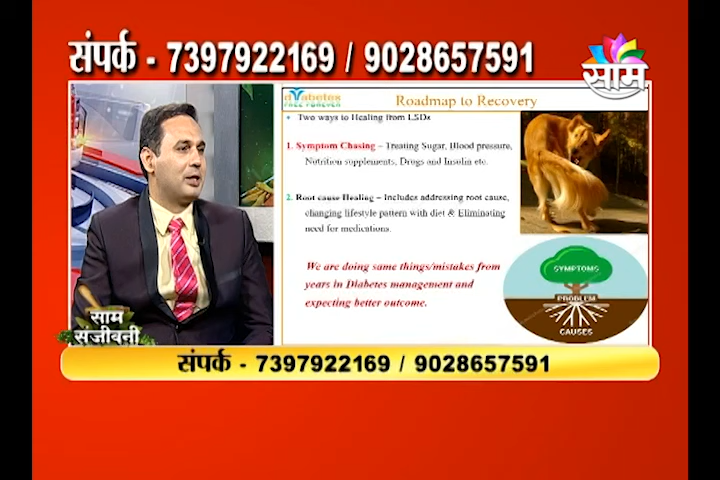 संपर्क - 7397922169 / 9028657591
साम
dYabetes
FREE FOREVER
Roadmap to Recovery
Two ways to Healing from LSDs
1. Symptom Chasing – Treating Sugar, Blood pressure,
Nutrition supplements, Drugs and Insulin etc.
2. Root cause Healing – Includes addressing root cause,
changing lifestyle pattern with diet & Eliminating
need for medications.
We are doing same things/mistakes from
years in Diabetes management and
expecting better outcome.
SYMPTOMS
PROBLEM
CAUSES
साम
संजीवनी
संपर्क - 7397922169 / 9028657591